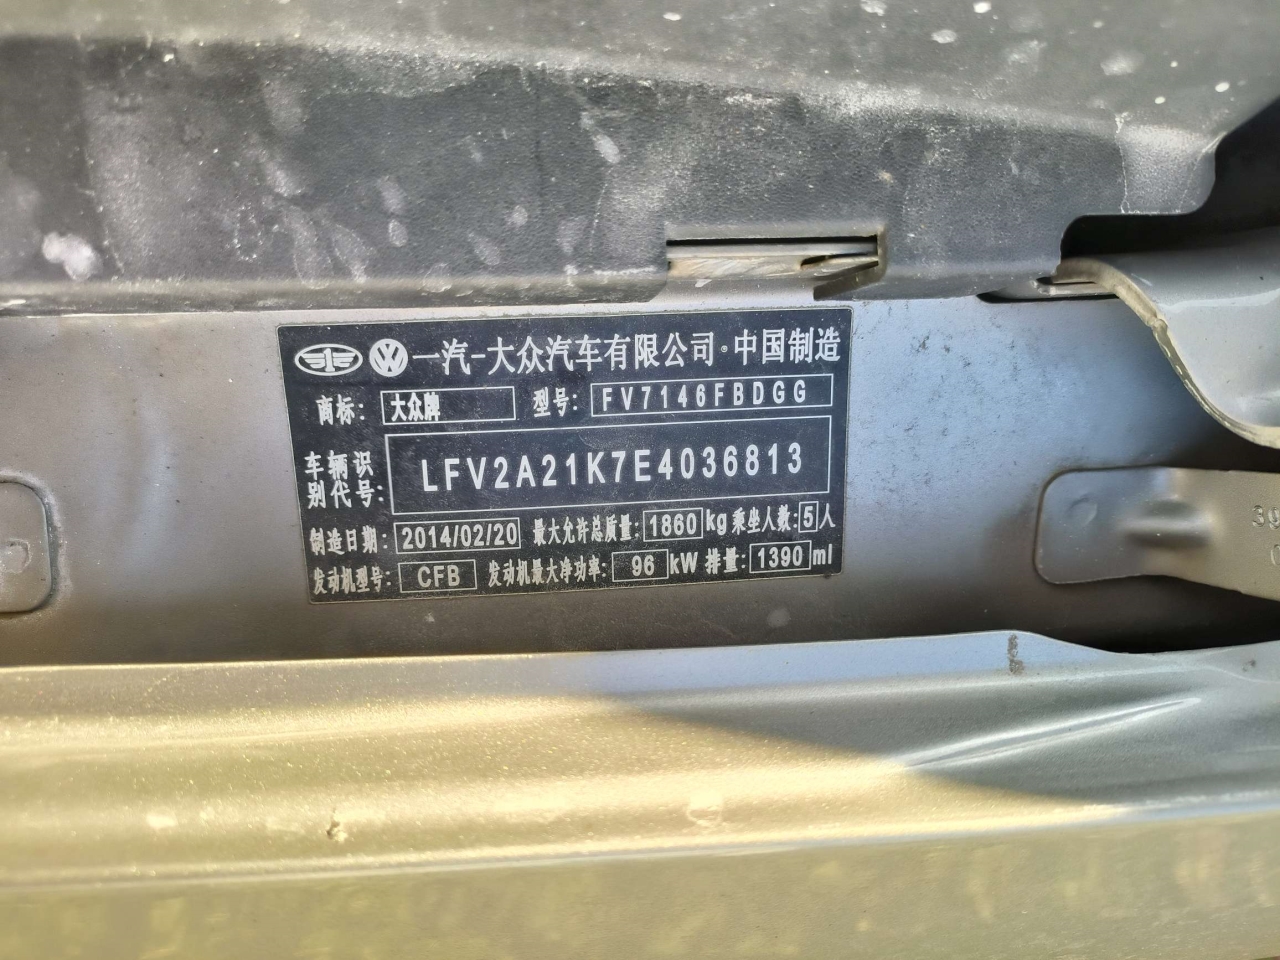 一汽-大众汽车有限公司·中国制造
商标: 大众牌 型号: FV7146FBDGG
车辆识别代号: LFV2A21K7E4036813
制造日期: 2014/02/20 最大允许总质量: 1860 kg 乘坐人数: 5 人
发动机型号: CFB 发动机最大净功率: 96 kW 排量: 1390 ml